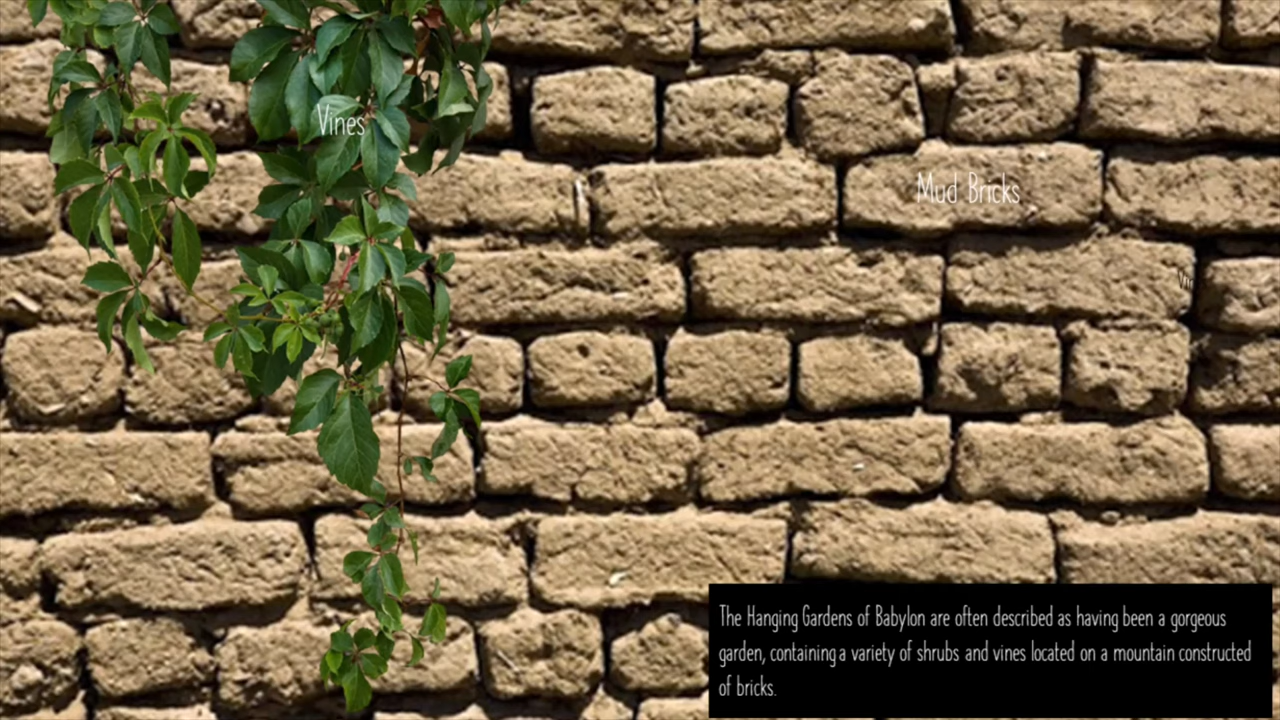 Vines
Mud Bricks
The Hanging Gardens of Babylon are often described as having been a gorgeous
garden, containing a variety of shrubs and vines located on a mountain constructed
of bricks.